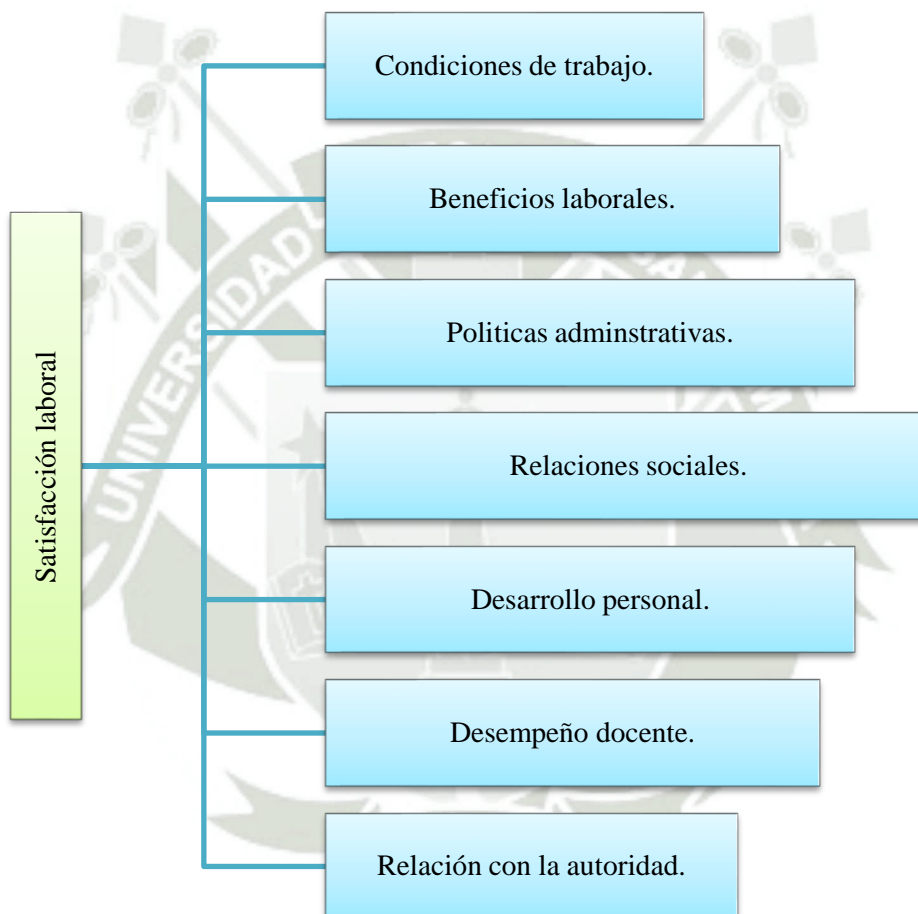 Condiciones de trabajo.
Beneficios laborales.
Politicas adminstrativas.
Satisfacción laboral
Relaciones sociales.
Desarrollo personal.
Desempeño docente.
Relación con la autoridad.
UNIVERSIDAD